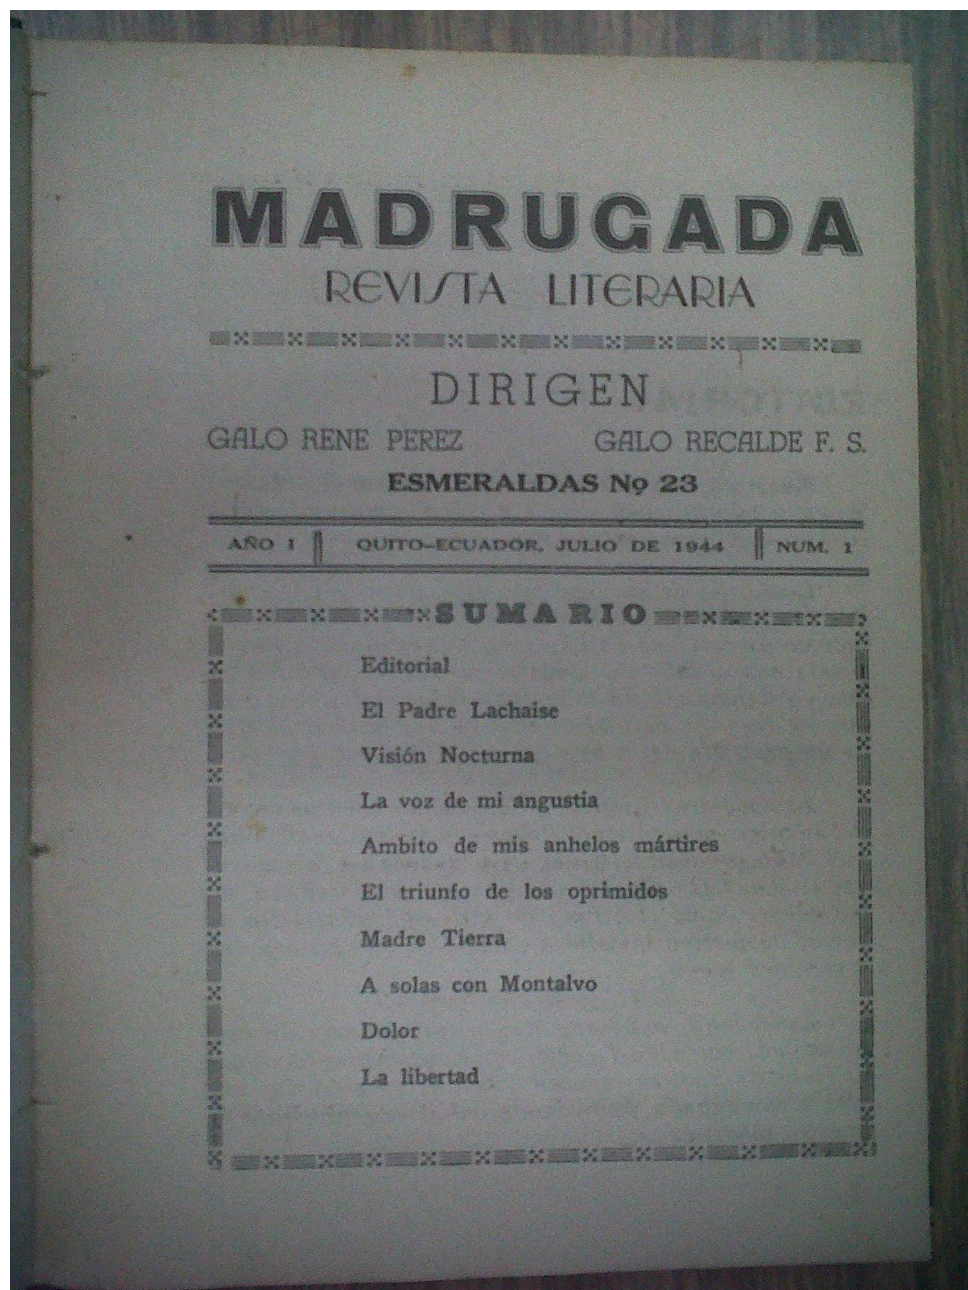 MADRUGADA
REVISTA LITERARIA
DIRIGEN
GALO RENE PEREZ GALO RECALDE F. S.
ESMERALDAS Nº 23
AÑO I QUITO-ECUADOR, JULIO DE 1944 NUM. 1
SUMARIO
Editorial
El Padre Lachaise
Visión Nocturna
La voz de mi angustia
Ambito de mis anhelos mártires
El triunfo de los oprimidos
Madre Tierra
A solas con Montalvo
Dolor
La libertad